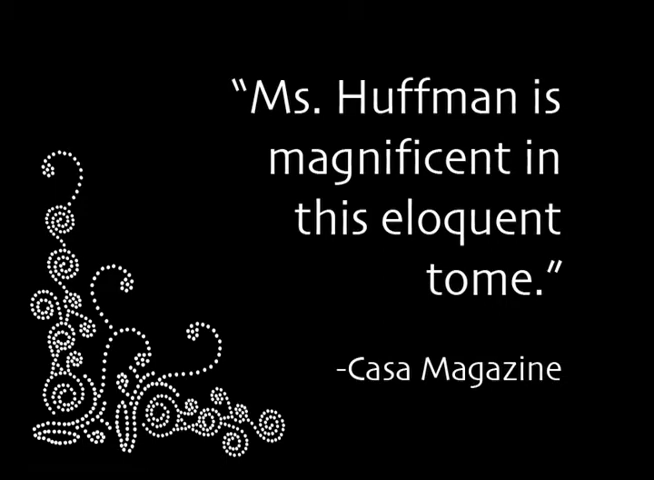 “Ms. Huffman is
magnificent in
this eloquent
tome.”
-Casa Magazine